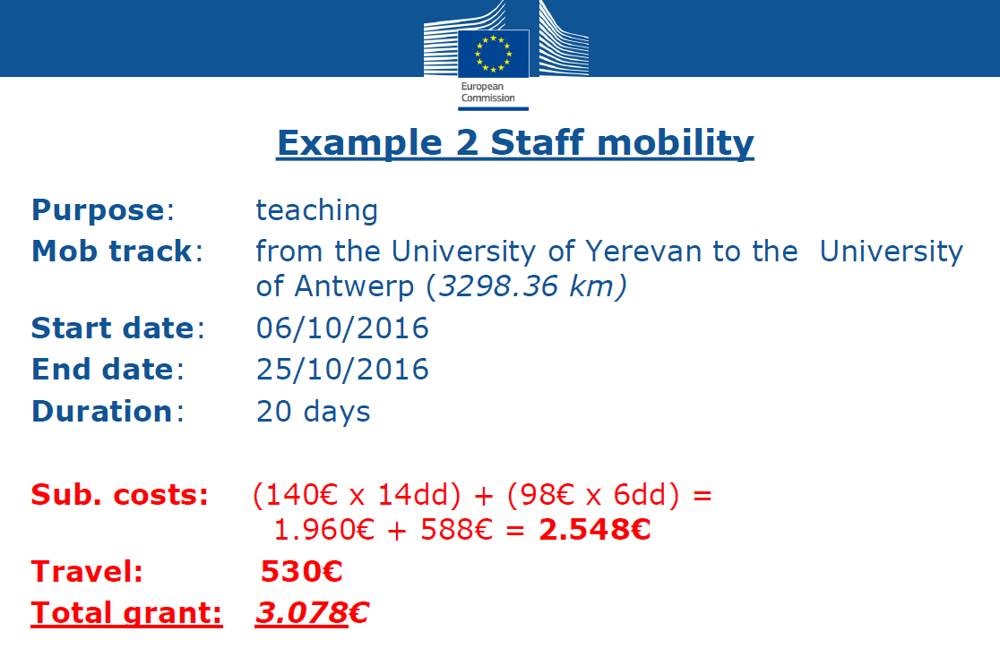 European
Commission
Example 2 Staff mobility
Purpose: teaching
Mob track: from the University of Yerevan to the University
of Antwerp (3298.36 km)
Start date: 06/10/2016
End date: 25/10/2016
Duration: 20 days
Sub. costs: (140€ x 14dd) + (98€ x 6dd) =
1.960€ + 588€ = 2.548€
Travel: 530€
Total grant: 3.078€